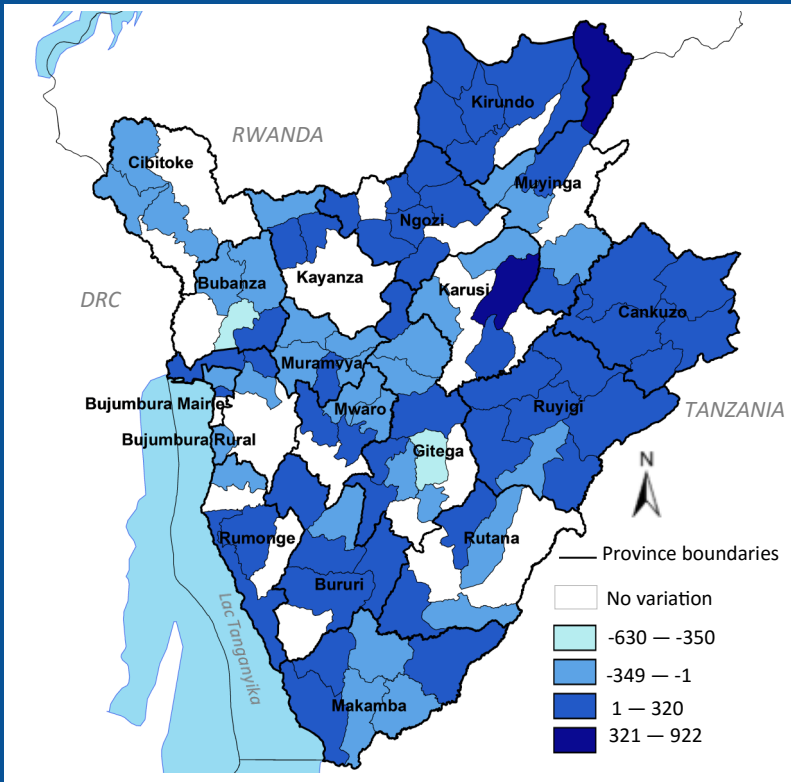 Kirundo
RWANDA
Cibitoke
Muyinga
Ngozi
Bubanza
Kayanza
Karusi
DRC
Cankuzo
Muramvya
Bujumbura Mairie
Mwaro
Ruyigi
TANZANIA
Bujumbura Rural
Gitega
N
Rumonge
Rutana
Province boundaries
Bururi
No variation
Lac Tanganyika
-630 — -350
-349 — -1
Makamba
1 — 320
321 — 922